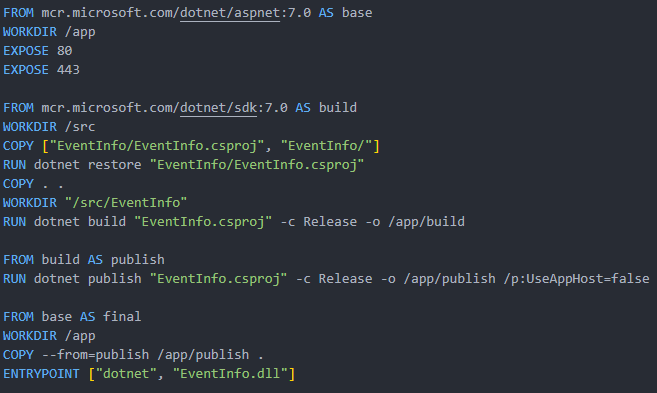 FROM mcr.microsoft.com/dotnet/aspnet:7.0 AS base
WORKDIR /app
EXPOSE 80
EXPOSE 443
FROM mcr.microsoft.com/dotnet/sdk:7.0 AS build
WORKDIR /src
COPY ["EventInfo/EventInfo.csproj", "EventInfo/"]
RUN dotnet restore "EventInfo/EventInfo.csproj"
COPY . .
WORKDIR "/src/EventInfo"
RUN dotnet build "EventInfo.csproj" -c Release -o /app/build
FROM build AS publish
RUN dotnet publish "EventInfo.csproj" -c Release -o /app/publish /p:UseAppHost=false
FROM base AS final
WORKDIR /app
COPY --from=publish /app/publish .
ENTRYPOINT ["dotnet", "EventInfo.dll"]